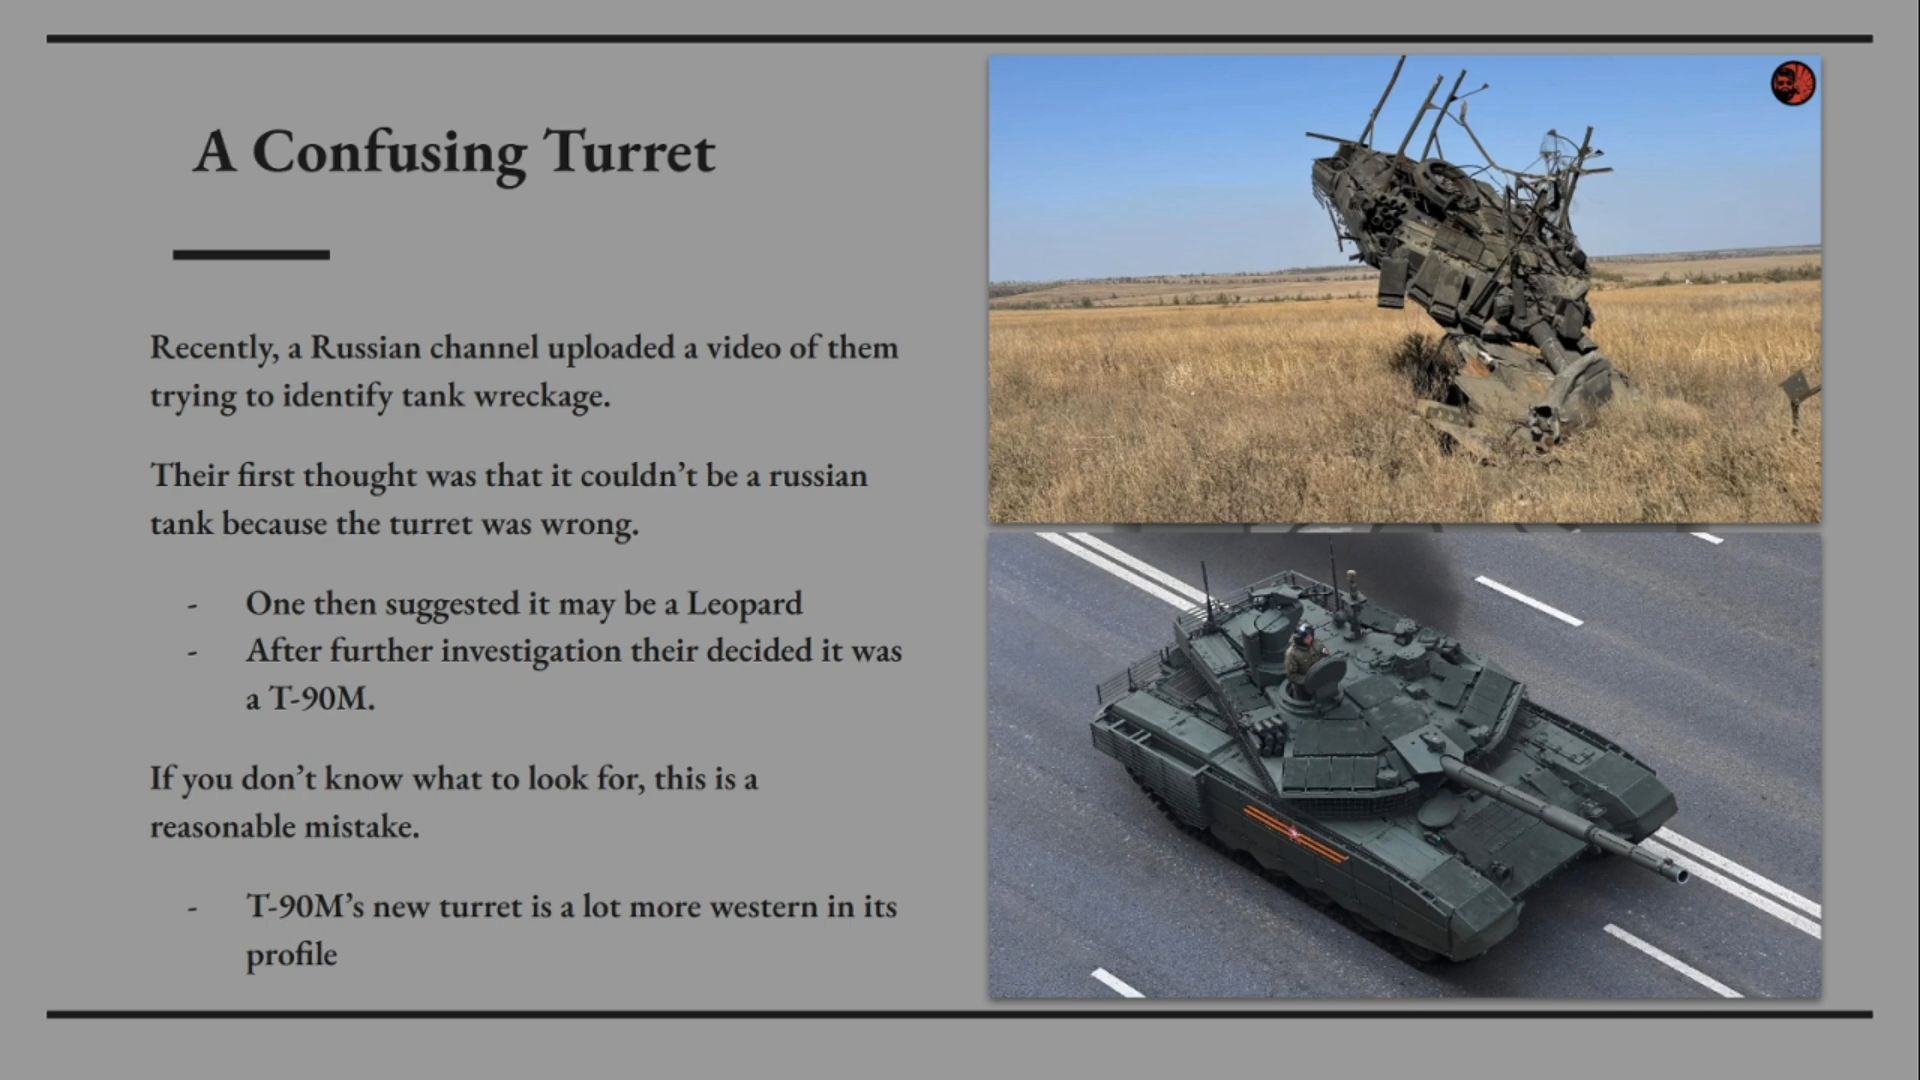 A Confusing Turret
Recently, a Russian channel uploaded a video of them
trying to identify tank wreckage.
Their first thought was that it couldn’t be a russian
tank because the turret was wrong.
- One then suggested it may be a Leopard
- After further investigation their decided it was
a T-90M.
If you don’t know what to look for, this is a
reasonable mistake.
- T-90M’s new turret is a lot more western in its
profile